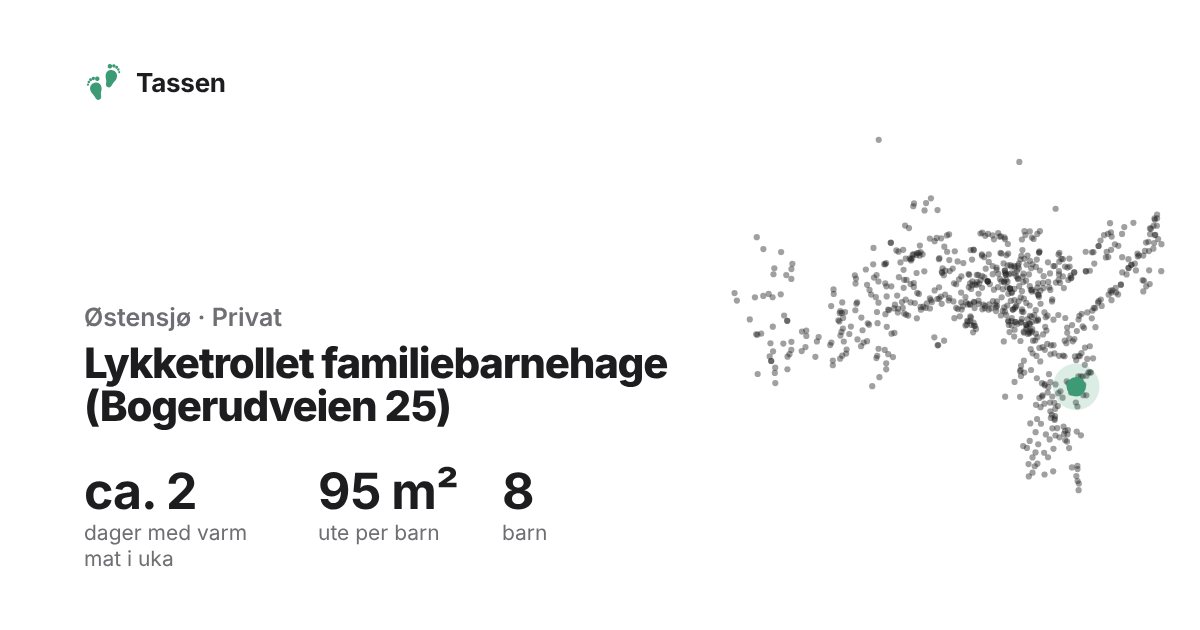 Tassen
Østensjø · Privat
Lykketrollet familiebarnehage
(Bogerudveien 25)
ca. 2
dager med varm
mat i uka
95 m²
ute per barn
8
barn